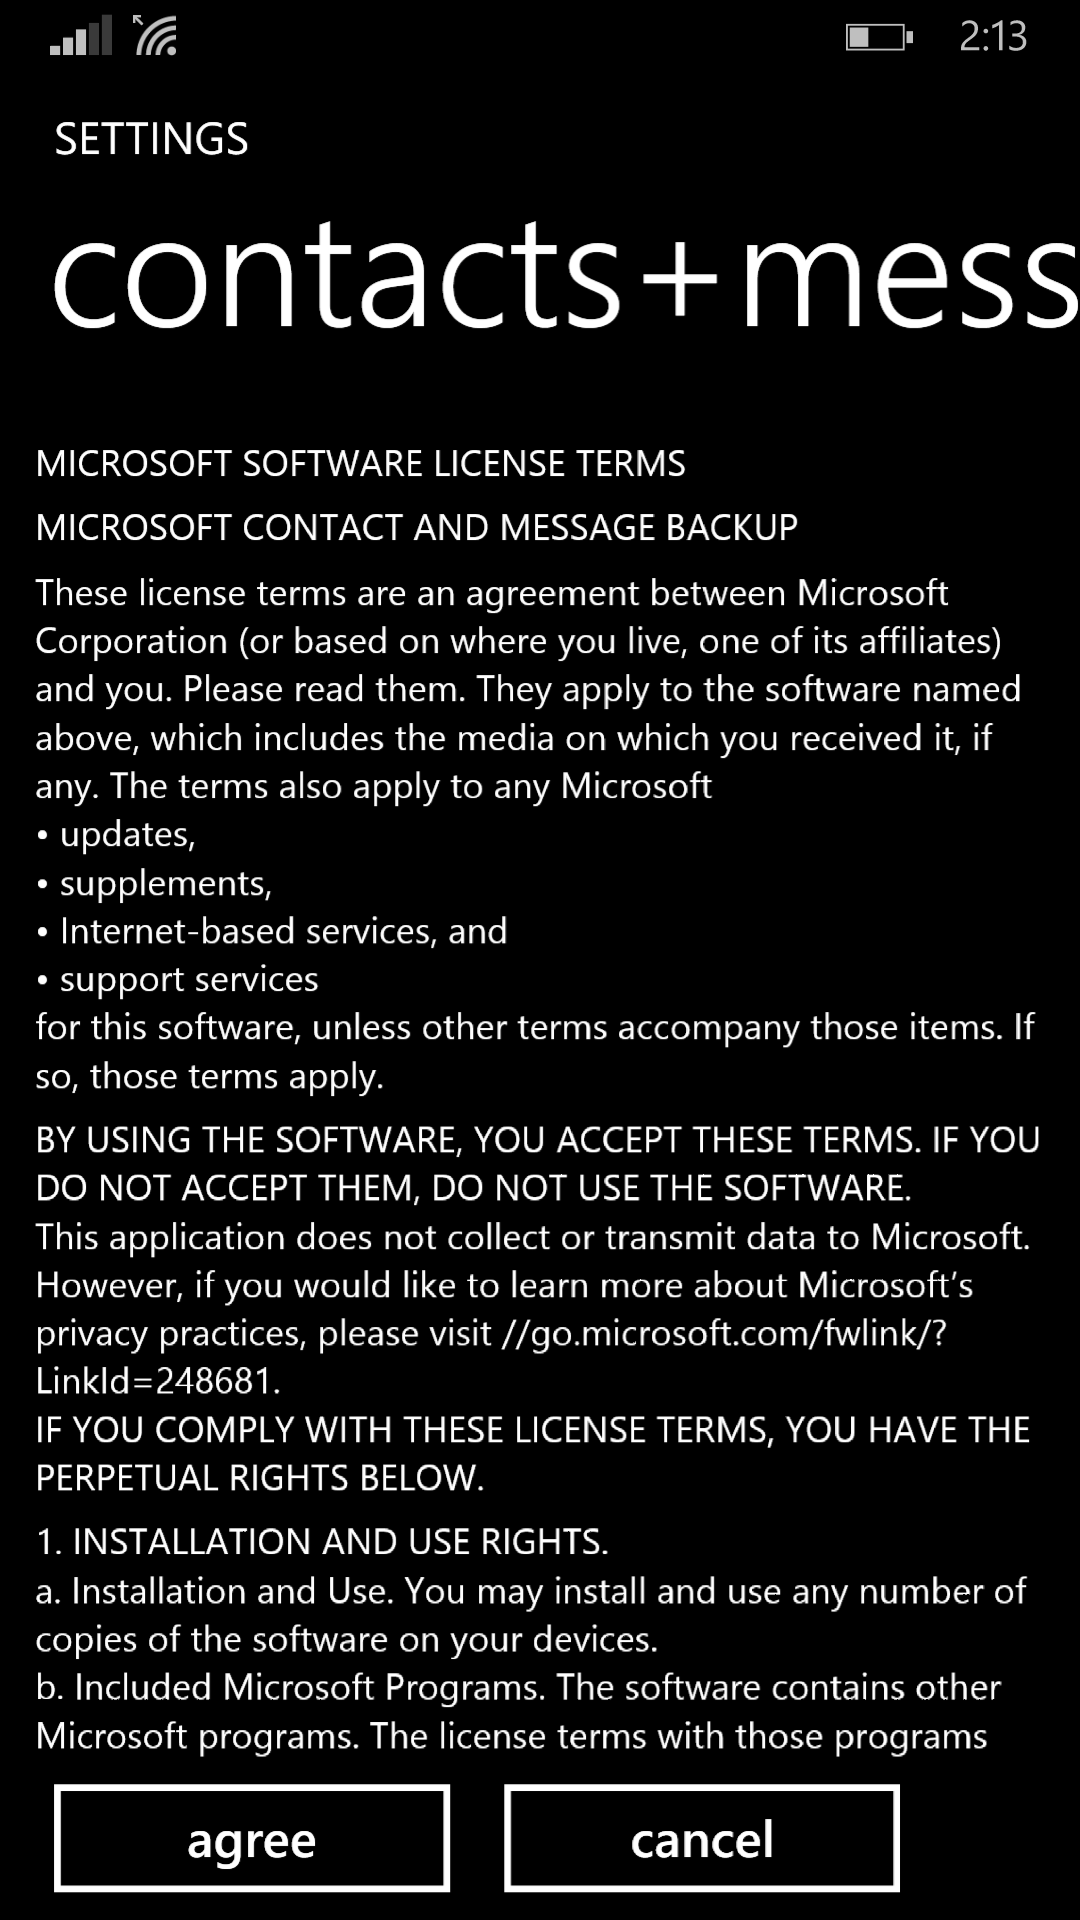 2:13
SETTINGS
contacts+mess
MICROSOFT SOFTWARE LICENSE TERMS
MICROSOFT CONTACT AND MESSAGE BACKUP
These license terms are an agreement between Microsoft
Corporation (or based on where you live, one of its affiliates)
and you. Please read them. They apply to the software named
above, which includes the media on which you received it, if
any. The terms also apply to any Microsoft
• updates,
• supplements,
• Internet-based services, and
• support services
for this software, unless other terms accompany those items. If
so, those terms apply.
BY USING THE SOFTWARE, YOU ACCEPT THESE TERMS. IF YOU
DO NOT ACCEPT THEM, DO NOT USE THE SOFTWARE.
This application does not collect or transmit data to Microsoft.
However, if you would like to learn more about Microsoft’s
privacy practices, please visit //go.microsoft.com/fwlink/?
LinkId=248681.
IF YOU COMPLY WITH THESE LICENSE TERMS, YOU HAVE THE
PERPETUAL RIGHTS BELOW.
1. INSTALLATION AND USE RIGHTS.
a. Installation and Use. You may install and use any number of
copies of the software on your devices.
b. Included Microsoft Programs. The software contains other
Microsoft programs. The license terms with those programs
agree
cancel